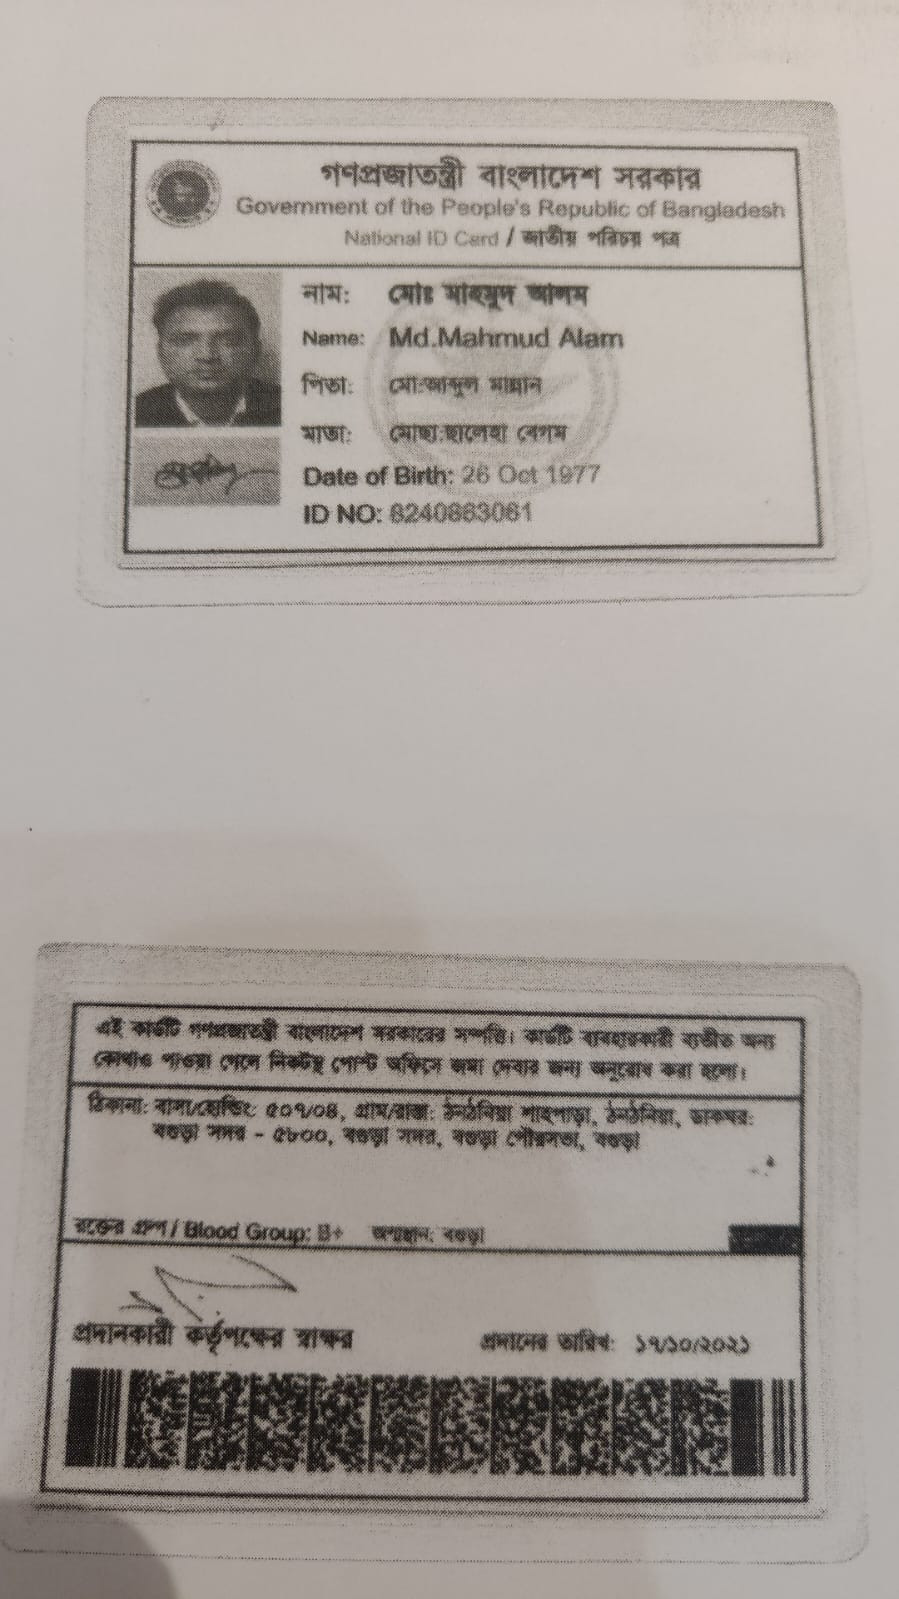 গণপ্রজাতন্ত্রী বাংলাদেশ সরকার
Government of the People's Republic of Bangladesh
National ID Card / জাতীয় পরিচয় পত্র
নাম: মোঃ মাহমুদ আলম
Name: Md.Mahmud Alam
পিতা: মো:আব্দুল মান্নান
মাতা: মোছা:ছালেহা বেগম
Date of Birth: 26 Oct 1977
ID NO: 8240863061
এই কার্ডটি গণপ্রজাতন্ত্রী বাংলাদেশ সরকারের সম্পত্তি। কার্ডটি ব্যবহারকারী ব্যতীত অন্য
কোথাও পাওয়া গেলে নিকটস্থ পোস্ট অফিসে জমা দেবার জন্য অনুরোধ করা হলো।
ঠিকানা: বাসা/হোল্ডিং: ৫০৭/০৪, গ্রাম/রাস্তা: ঠনঠনিয়া শাহপাড়া, ঠনঠনিয়া, ডাকঘর:
বগুড়া সদর - ৫৮০০, বগুড়া সদর, বগুড়া পৌরসভা, বগুড়া
রক্তের গ্রুপ / Blood Group: B+ জন্মস্থান: বগুড়া
প্রদানকারী কর্তৃপক্ষের স্বাক্ষর প্রদানের তারিখ: ১৭/১০/২০২১